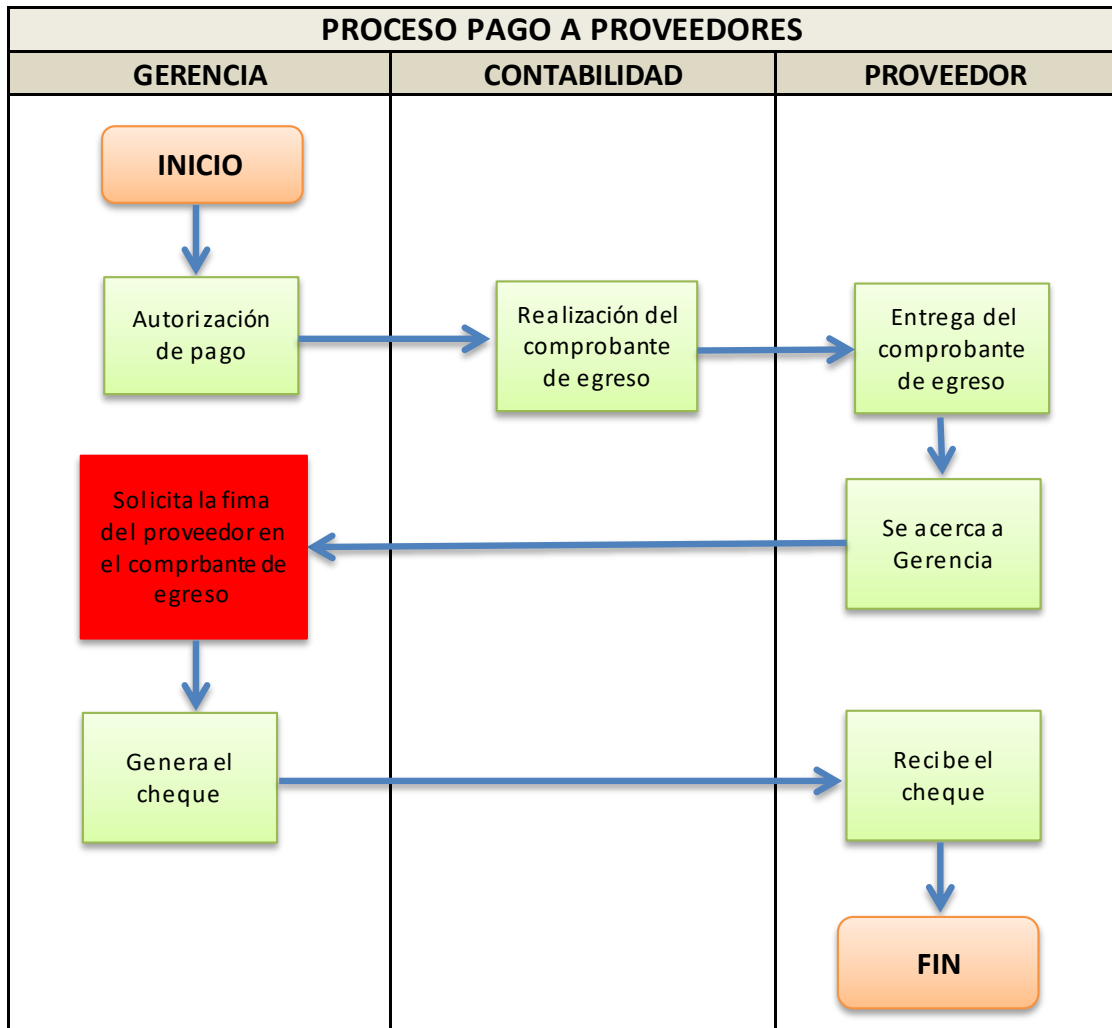 PROCESO PAGO A PROVEEDORES
GERENCIA
CONTABILIDAD
PROVEEDOR
INICIO
Autorización
de pago
Realización del
comprobante
de egreso
Entrega del
comprobante
de egreso
Solicita la fima
del proveedor en
el comprbante de
egreso
Se acerca a
Gerencia
Genera el
cheque
Recibe el
cheque
FIN